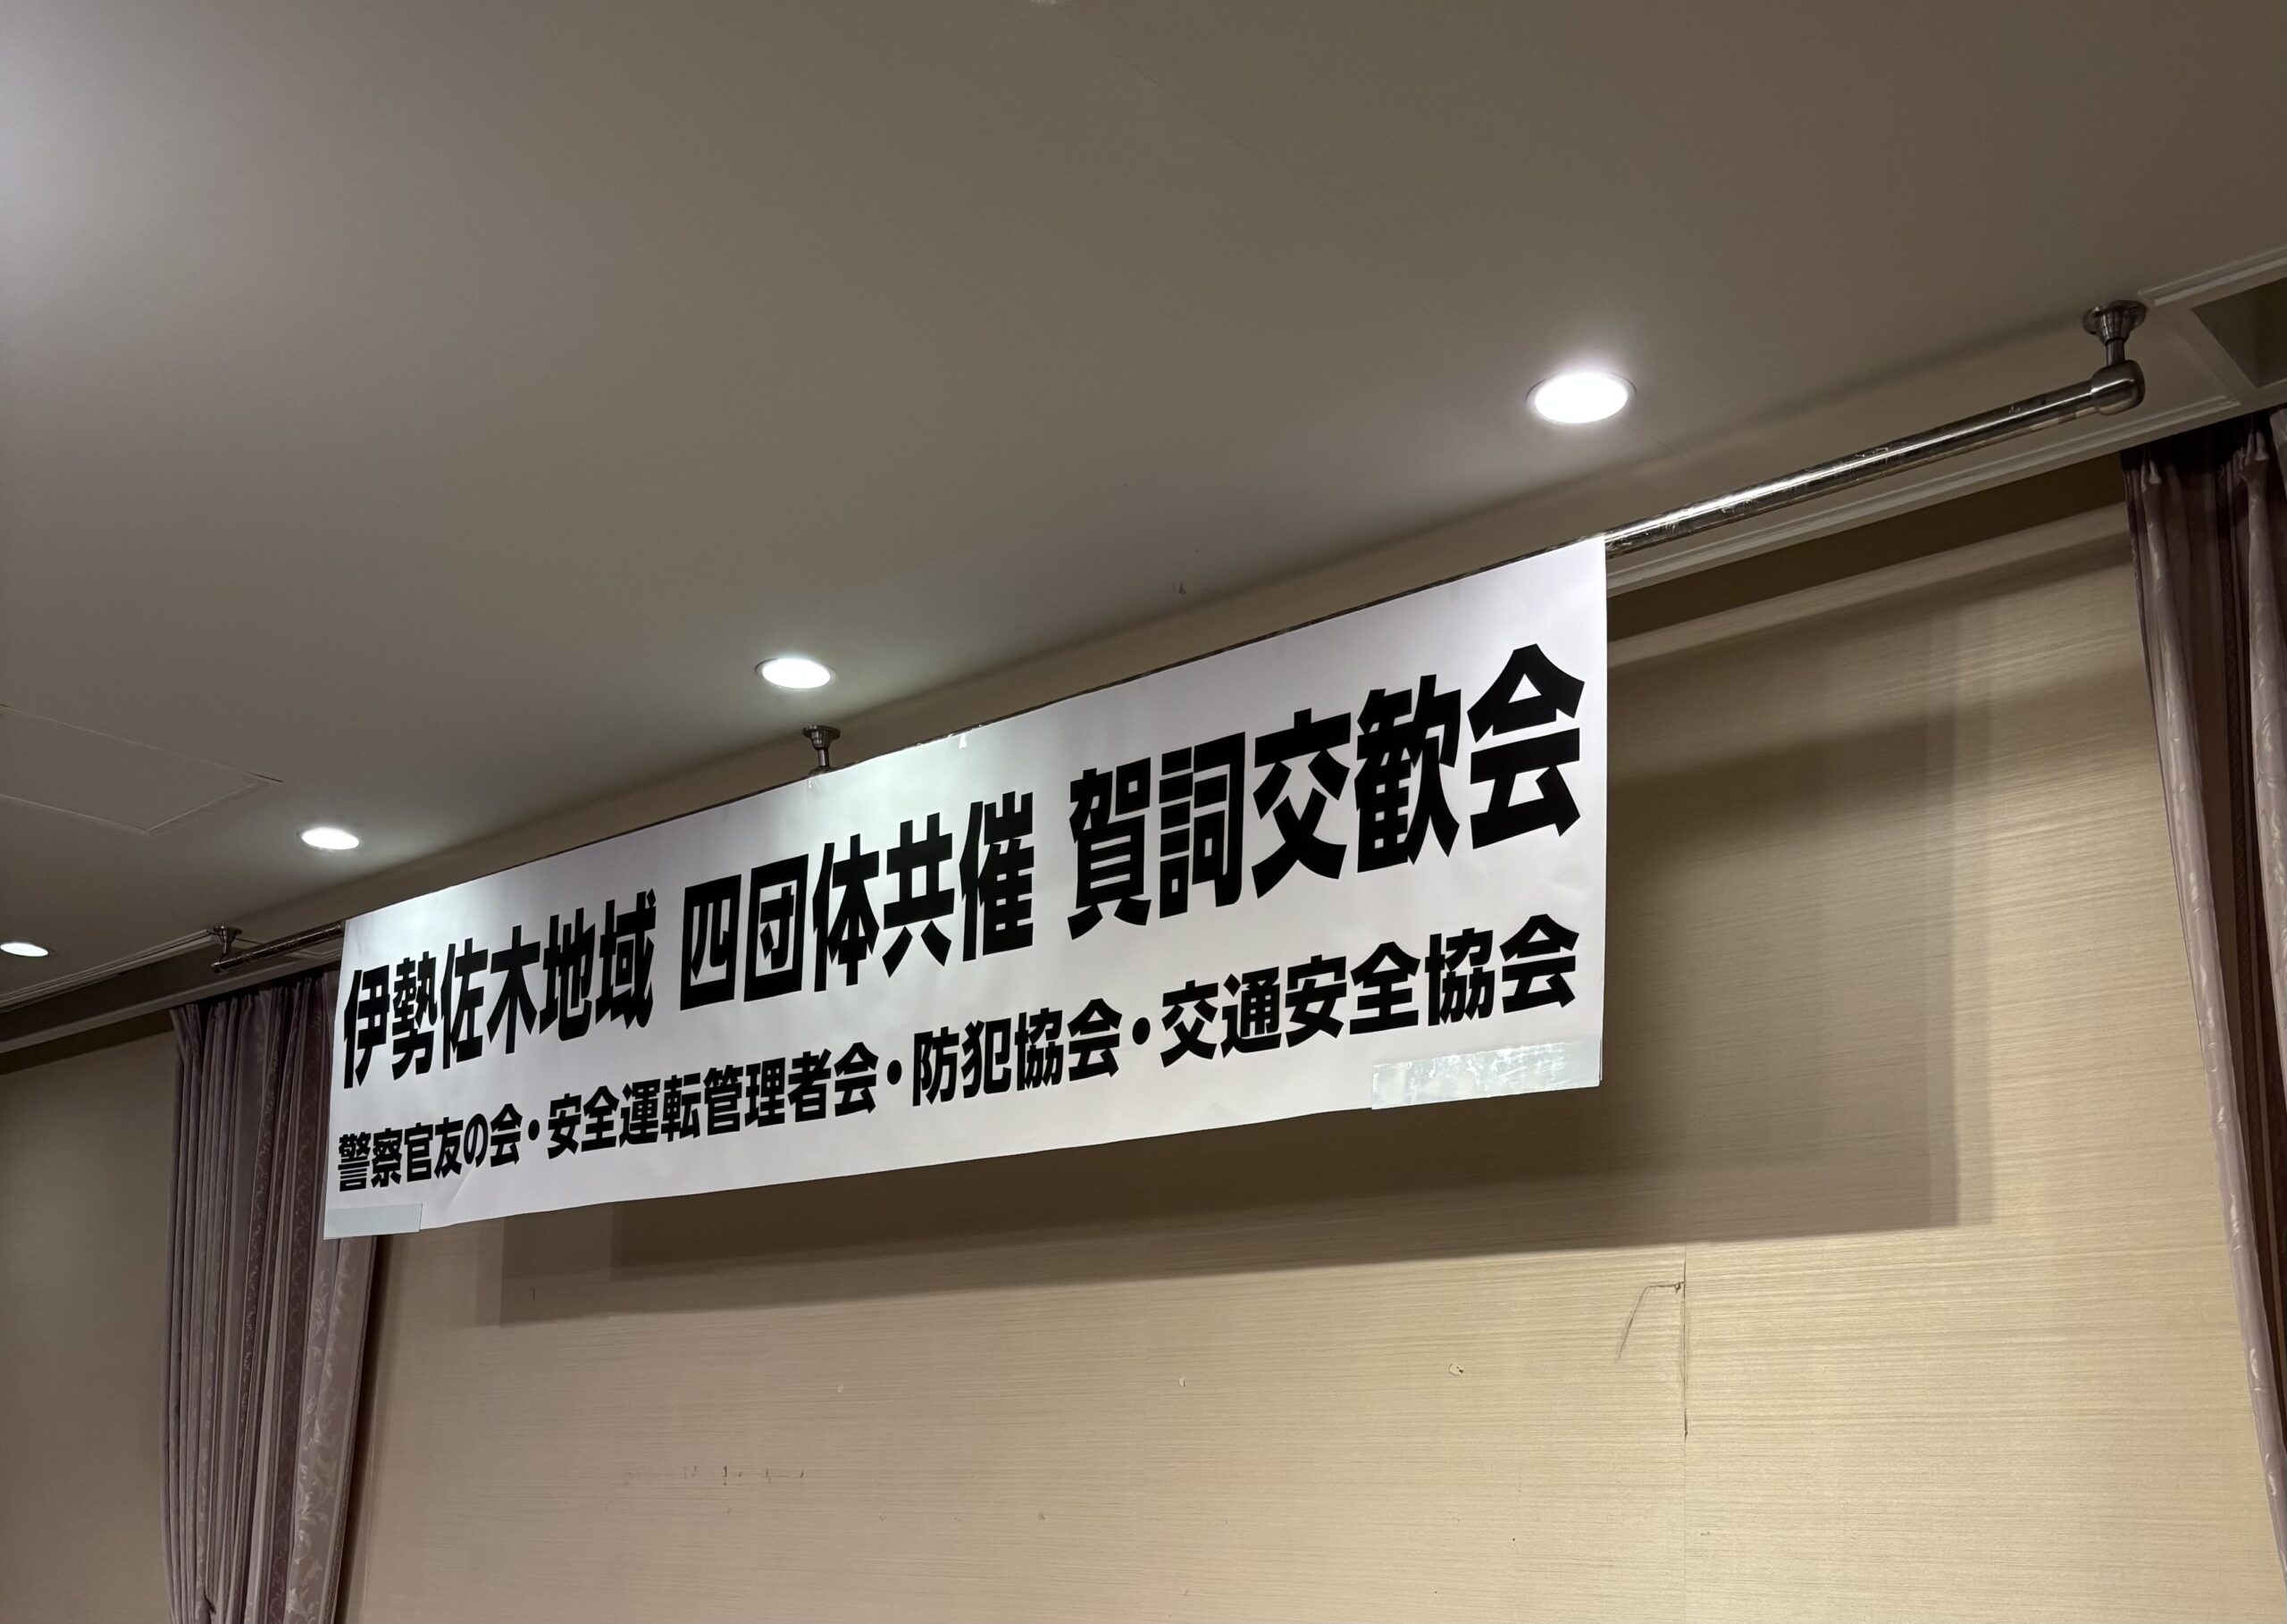 伊勢佐木地域 四団体共催 賀詞交歓会
警察官友の会・安全運転管理者会・防犯協会・交通安全協会